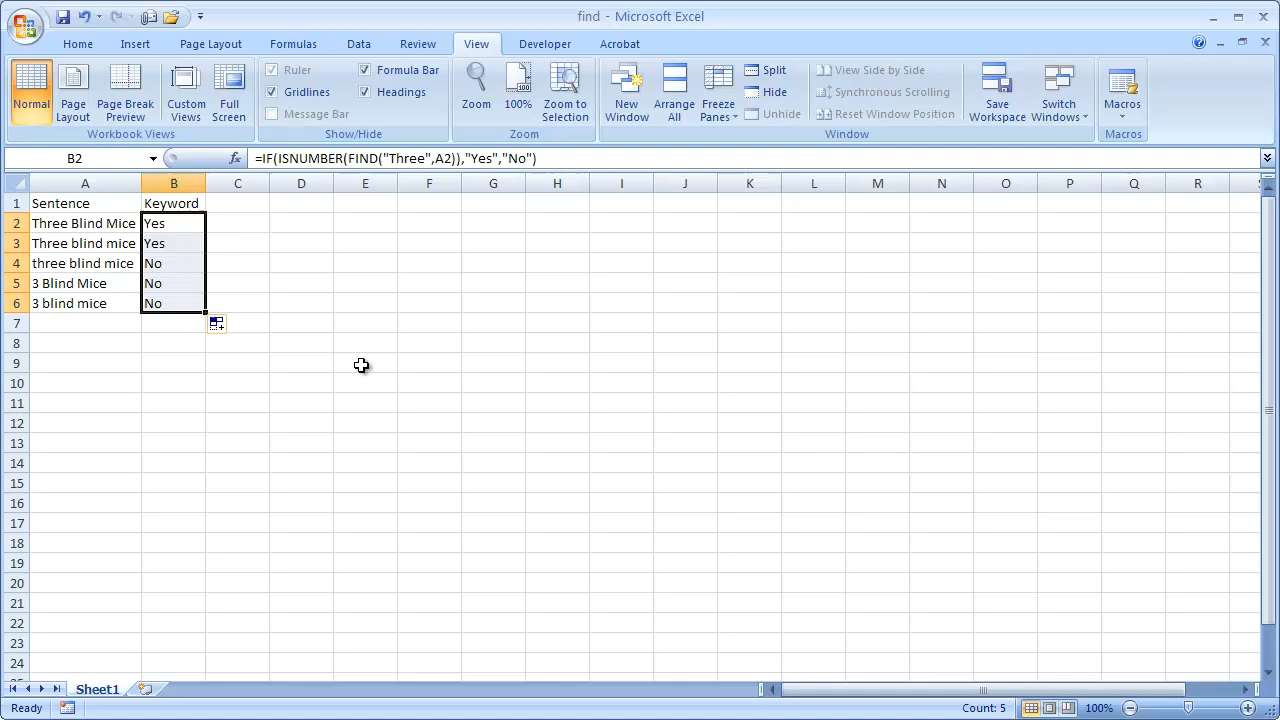 find - Microsoft Excel
Home Insert Page Layout Formulas Data Review View Developer Acrobat
Normal
Page Layout
Page Break Preview
Custom Views
Full Screen
Workbook Views
Ruler
Gridlines
Message Bar
Formula Bar
Headings
Show/Hide
Zoom
100%
Zoom to Selection
Zoom
New Window
Arrange All
Freeze Panes
Split
Hide
Unhide
View Side by Side
Synchronous Scrolling
Reset Window Position
Save Workspace
Switch Windows
Window
Macros
Macros
B2 fx =IF(ISNUMBER(FIND("Three",A2)),"Yes","No")
A B C D E F G H I J K L M N O P Q R
1 Sentence Keyword
2 Three Blind Mice Yes
3 Three blind mice Yes
4 three blind mice No
5 3 Blind Mice No
6 3 blind mice No
7
8
9
10
11
12
13
14
15
16
17
18
19
20
21
22
23
24
Sheet1
Ready Count: 5 100%